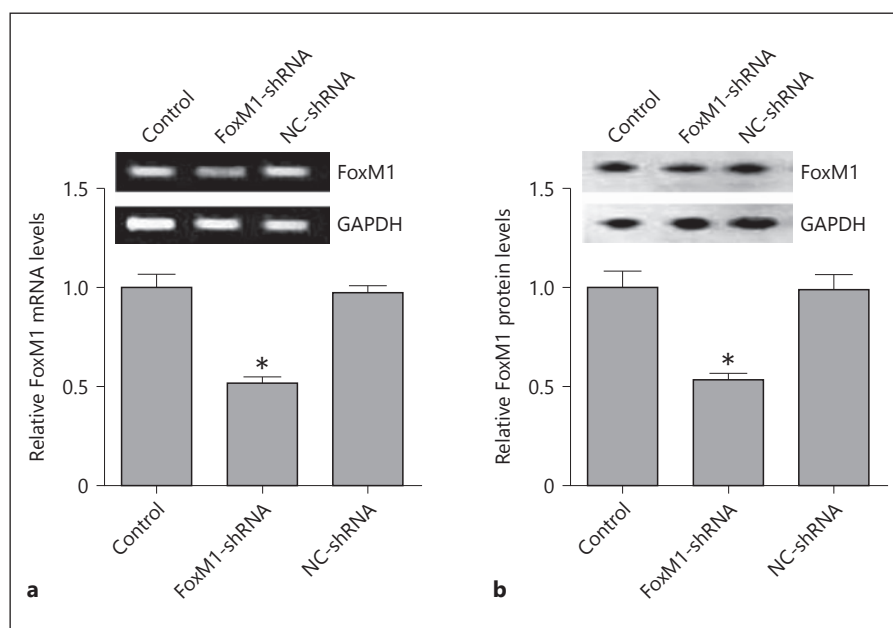 Control
FoxM1-shRNA
NC-shRNA
FoxM1
GAPDH
Relative FoxM1 mRNA levels
1.5
1.0
0.5
0
*
Control
FoxM1-shRNA
NC-shRNA
a
Control
FoxM1-shRNA
NC-shRNA
FoxM1
GAPDH
Relative FoxM1 protein levels
1.5
1.0
0.5
0
*
Control
FoxM1-shRNA
NC-shRNA
b